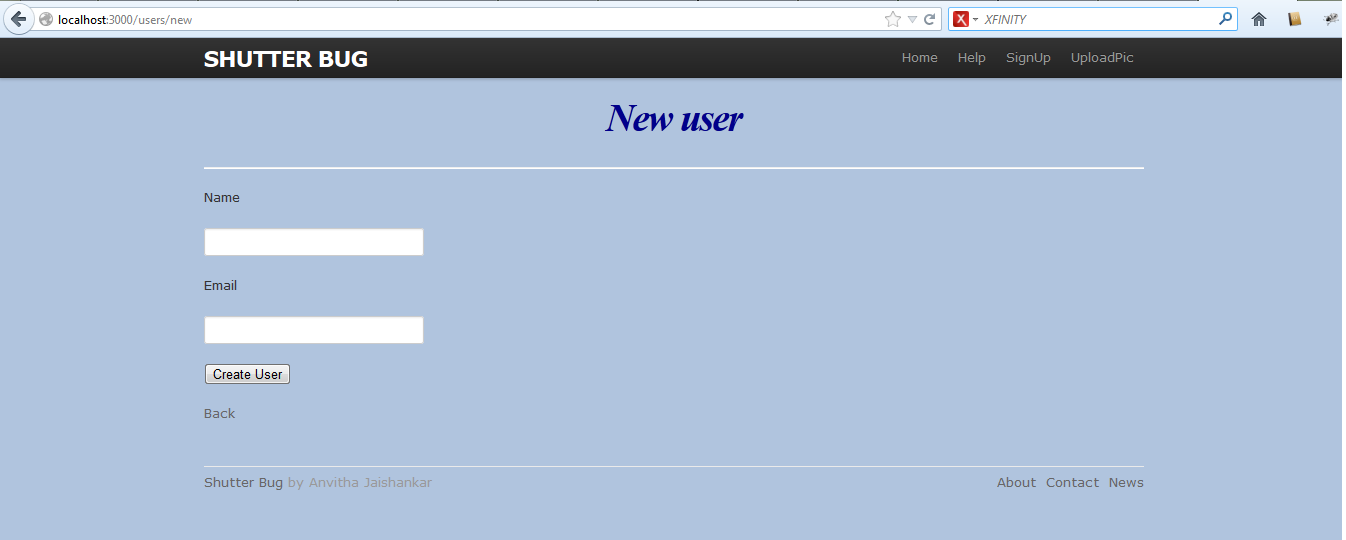 localhost:3000/users/new
XFINITY
SHUTTER BUG
Home Help SignUp UploadPic
New user
Name
Email
Create User
Back
Shutter Bug by Anvitha Jaishankar
About Contact News